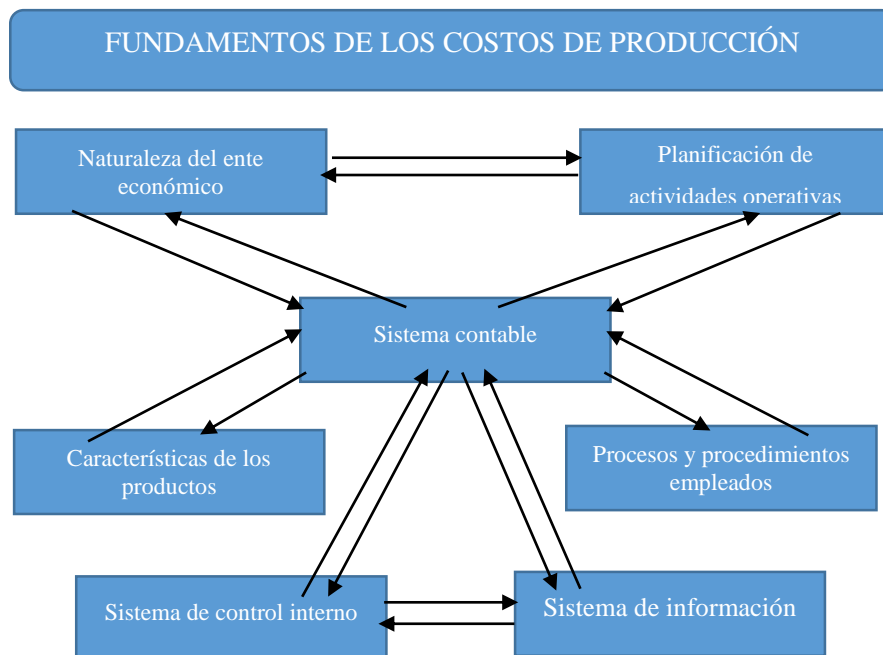 FUNDAMENTOS DE LOS COSTOS DE PRODUCCIÓN
Naturaleza del ente
económico
Planificación de
actividades operativas
Sistema contable
Características de los
productos
Procesos y procedimientos
empleados
Sistema de control interno
Sistema de información